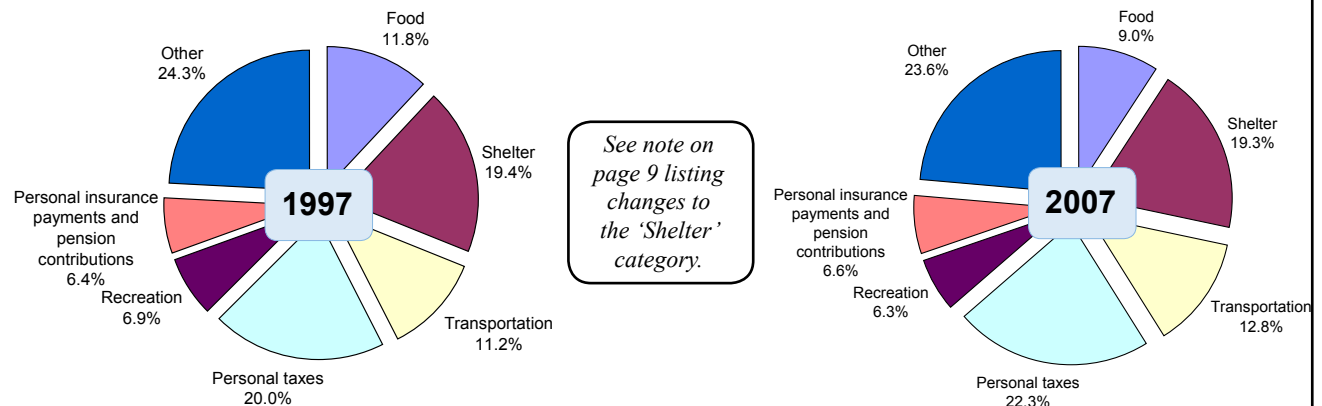 Food
11.8%
Other
24.3%
Shelter
19.4%
1997
Personal insurance
payments and
pension
contributions
6.4%
Recreation
6.9%
Transportation
11.2%
Personal taxes
20.0%
See note on
page 9 listing
changes to
the ‘Shelter’
category.
Food
9.0%
Other
23.6%
Shelter
19.3%
2007
Personal insurance
payments and
pension
contributions
6.6%
Recreation
6.3%
Transportation
12.8%
Personal taxes
22.3%